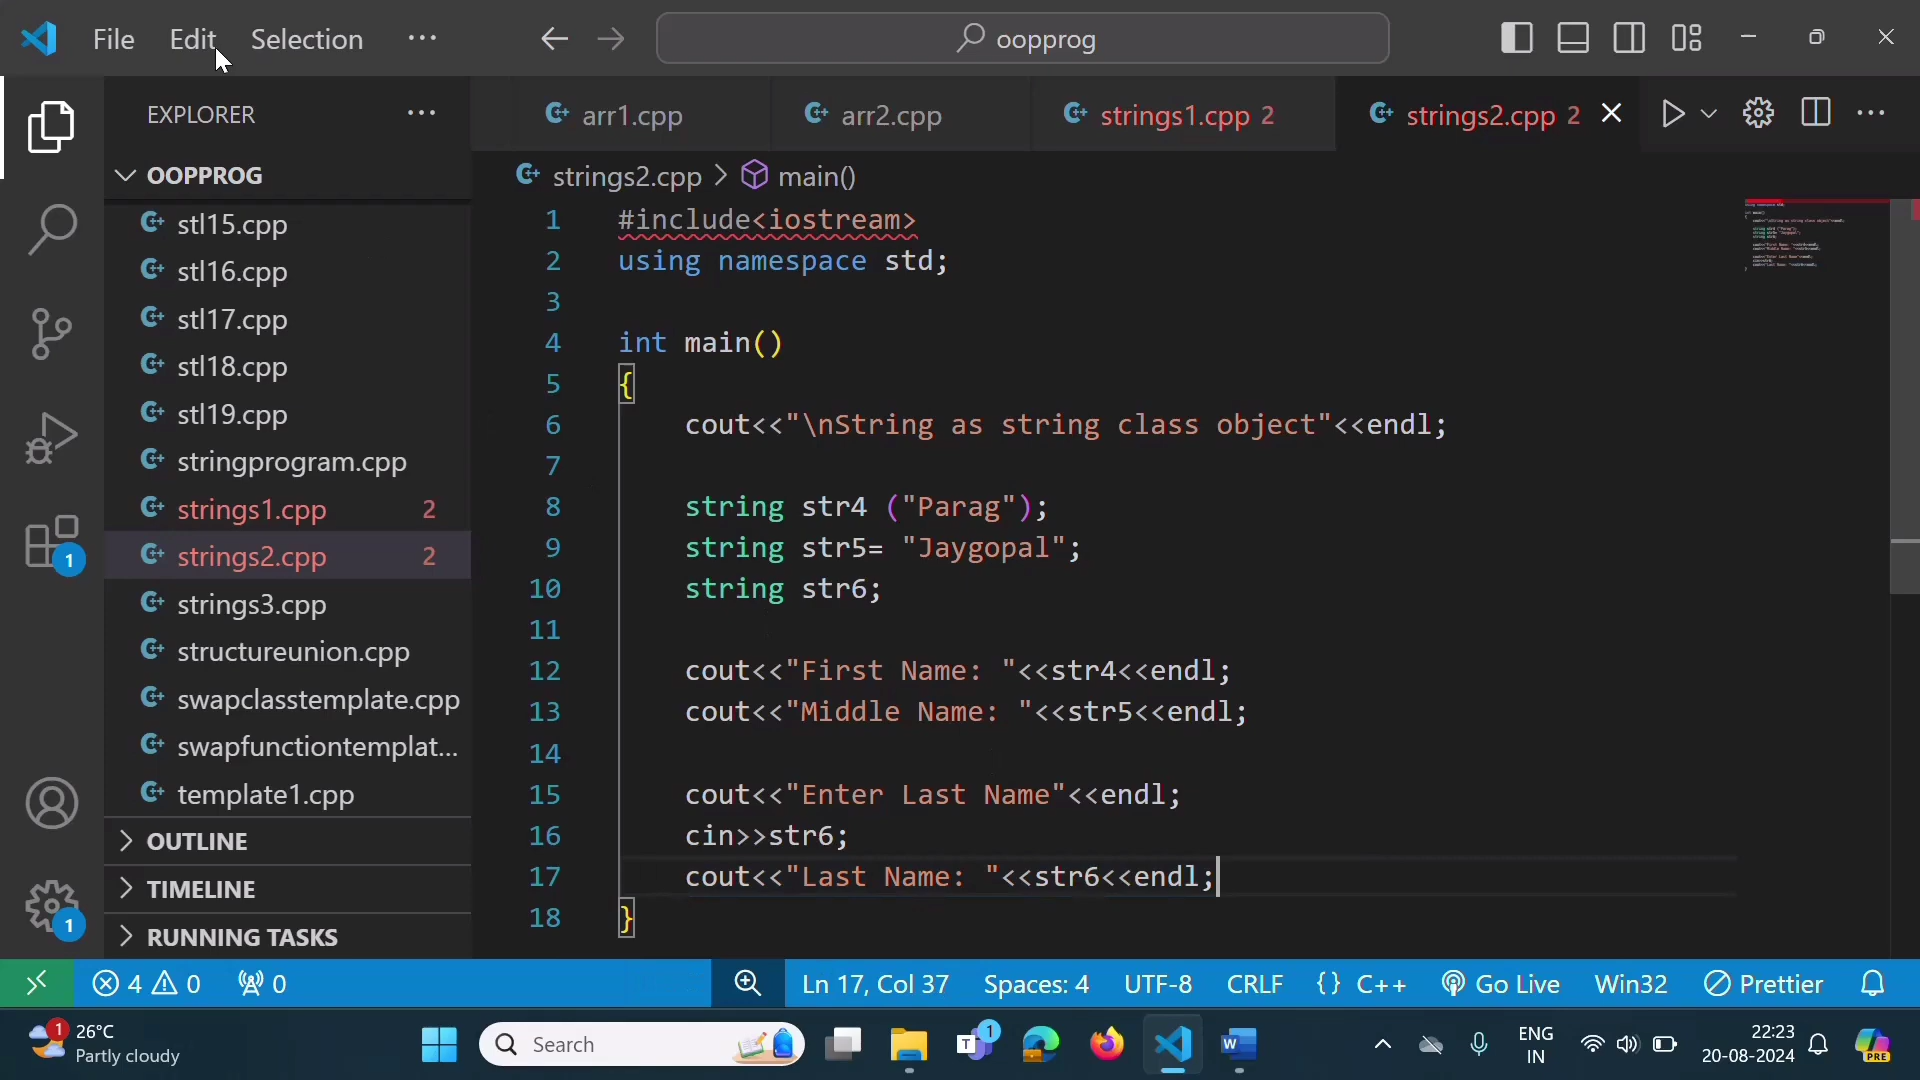 File Edit Selection ...
oopprog
EXPLORER ...
arr1.cpp arr2.cpp strings1.cpp 2 strings2.cpp 2
OOPPROG
stl15.cpp
stl16.cpp
stl17.cpp
stl18.cpp
stl19.cpp
stringprogram.cpp
strings1.cpp 2
strings2.cpp 2
strings3.cpp
structureunion.cpp
swapclasstemplate.cpp
swapfunctiontemplat...
template1.cpp
OUTLINE
TIMELINE
RUNNING TASKS
1
1
strings2.cpp > main()
1 #include<iostream>
2 using namespace std;
3
4 int main()
5 {
6 cout<<"\nString as string class object"<<endl;
7
8 string str4 ("Parag");
9 string str5= "Jaygopal";
10 string str6;
11
12 cout<<"First Name: "<<str4<<endl;
13 cout<<"Middle Name: "<<str5<<endl;
14
15 cout<<"Enter Last Name"<<endl;
16 cin>>str6;
17 cout<<"Last Name: "<<str6<<endl;
18 }
4 0 0 Ln 17, Col 37 Spaces: 4 UTF-8 CRLF {} C++ Go Live Win32 Prettier
1 26°C
Partly cloudy
Search
T 1
W
ENG
IN
22:23
20-08-2024
PRE